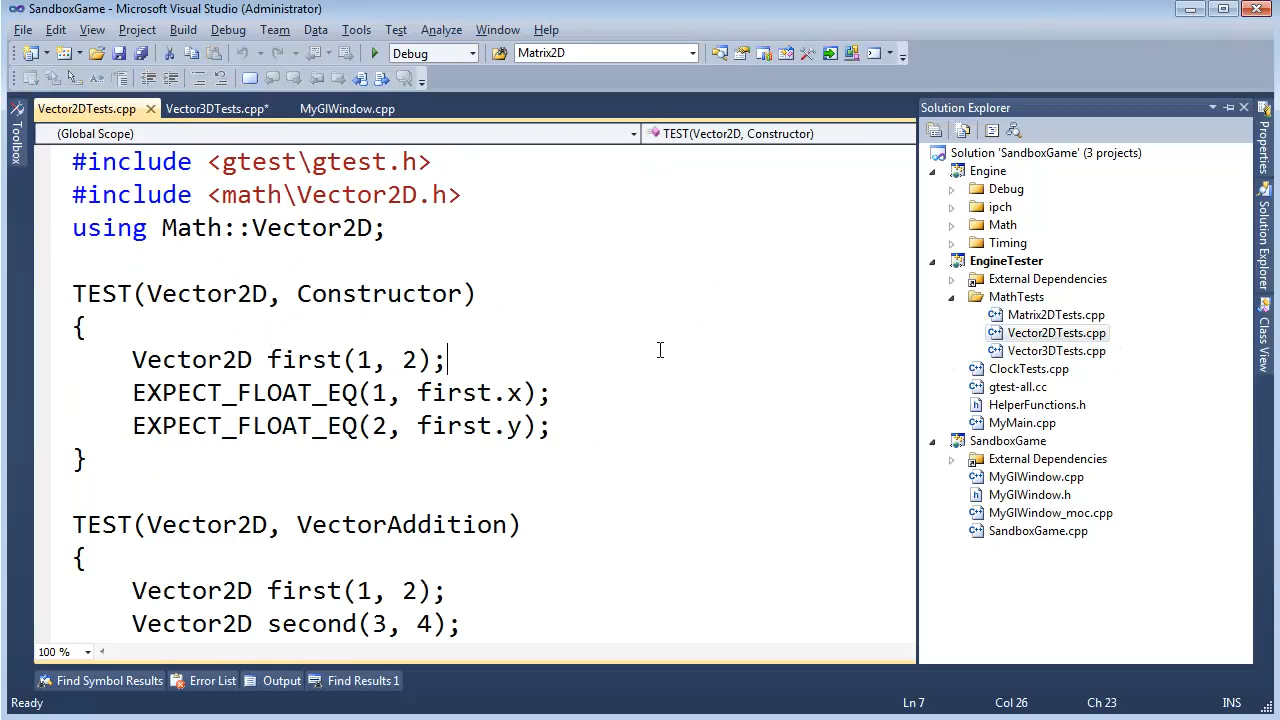 SandboxGame - Microsoft Visual Studio (Administrator)
File Edit View Project Build Debug Team Data Tools Test Analyze Window Help
Debug Matrix2D
Vector2DTests.cpp Vector3DTests.cpp* MyGlWindow.cpp
(Global Scope) TEST(Vector2D, Constructor)
#include <gtest\gtest.h>
#include <math\Vector2D.h>
using Math::Vector2D;
TEST(Vector2D, Constructor)
{
Vector2D first(1, 2);
EXPECT_FLOAT_EQ(1, first.x);
EXPECT_FLOAT_EQ(2, first.y);
}
TEST(Vector2D, VectorAddition)
{
Vector2D first(1, 2);
Vector2D second(3, 4);
100 %
Toolbox
Solution Explorer
Solution 'SandboxGame' (3 projects)
Engine
Debug
ipch
Math
Timing
EngineTester
External Dependencies
MathTests
Matrix2DTests.cpp
Vector2DTests.cpp
Vector3DTests.cpp
ClockTests.cpp
gtest-all.cc
HelperFunctions.h
MyMain.cpp
SandboxGame
External Dependencies
MyGlWindow.cpp
MyGlWindow.h
MyGlWindow_moc.cpp
SandboxGame.cpp
Properties
Solution Explorer
Class View
Find Symbol Results Error List Output Find Results 1
Ready Ln 7 Col 26 Ch 23 INS